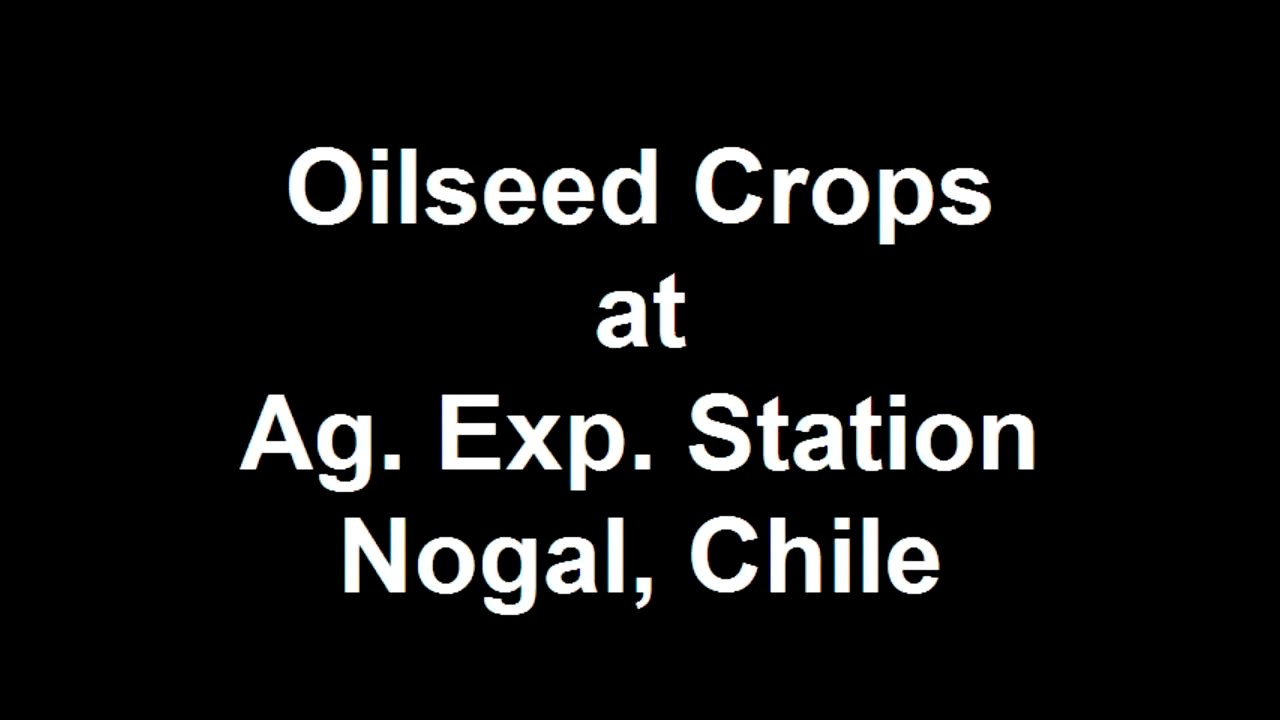 Oilseed Crops
at
Ag. Exp. Station
Nogal, Chile